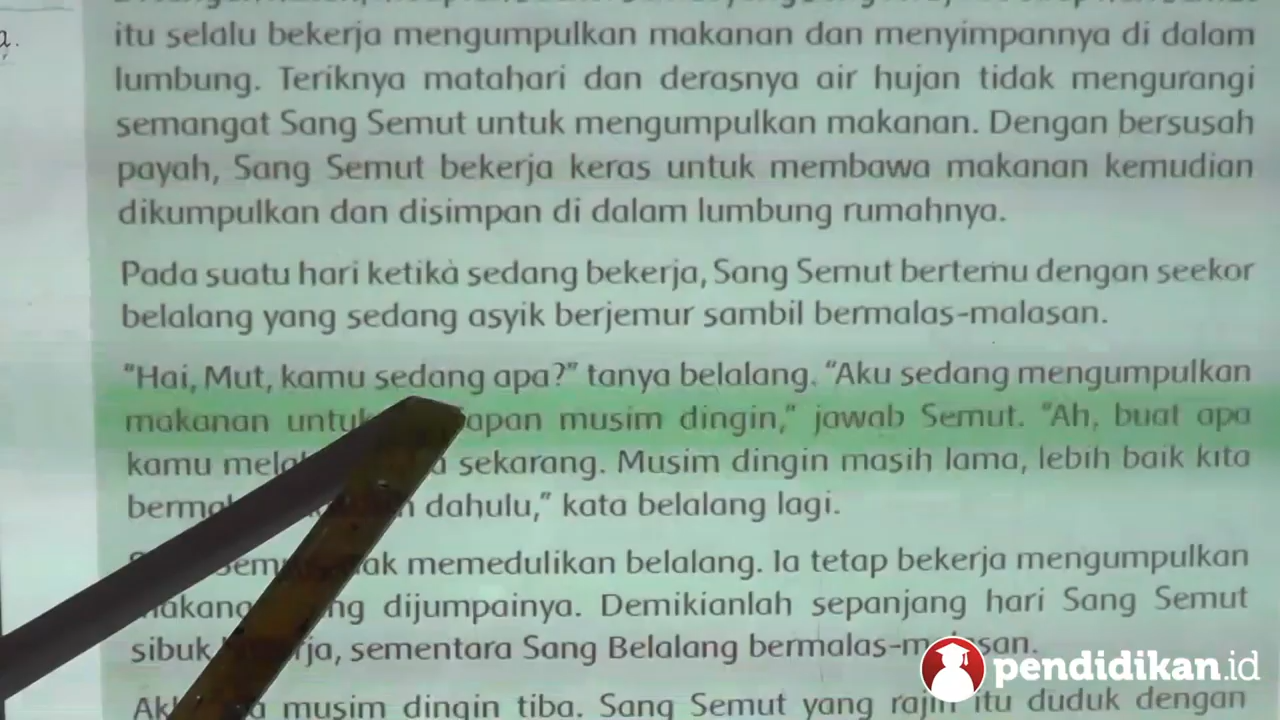 a.
itu selalu bekerja mengumpulkan makanan dan menyimpannya di dalam
lumbung. Teriknya matahari dan derasnya air hujan tidak mengurangi
semangat Sang Semut untuk mengumpulkan makanan. Dengan bersusah
payah, Sang Semut bekerja keras untuk membawa makanan kemudian
dikumpulkan dan disimpan di dalam lumbung rumahnya.
Pada suatu hari ketika sedang bekerja, Sang Semut bertemu dengan seekor
belalang yang sedang asyik berjemur sambil bermalas-malasan.
"Hai, Mut, kamu sedang apa?" tanya belalang. "Aku sedang mengumpulkan
makanan untuk musim dingin," jawab Semut. "Ah, buat apa
kamu sekarang. Musim dingin masih lama, lebih baik kita
dahulu," kata belalang lagi.
memedulikan belalang. Ia tetap bekerja mengumpulkan
dijumpainya. Demikianlah sepanjang hari Sang Semut
sibuk sementara Sang Belalang bermalas-malasan.
musim dingin tiba. Sang Semut yang rajin itu duduk dengan
pendidikan.id